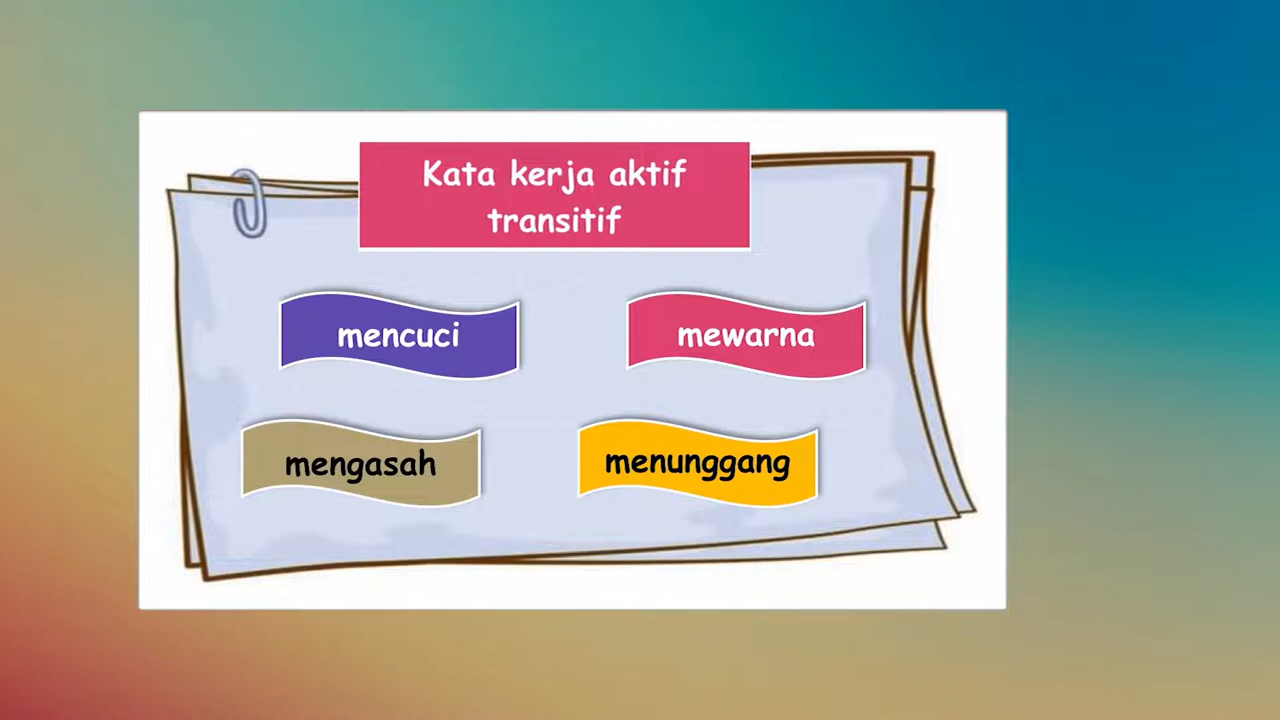 Kata kerja aktif
transitif
mencuci
mewarna
mengasah
menunggang